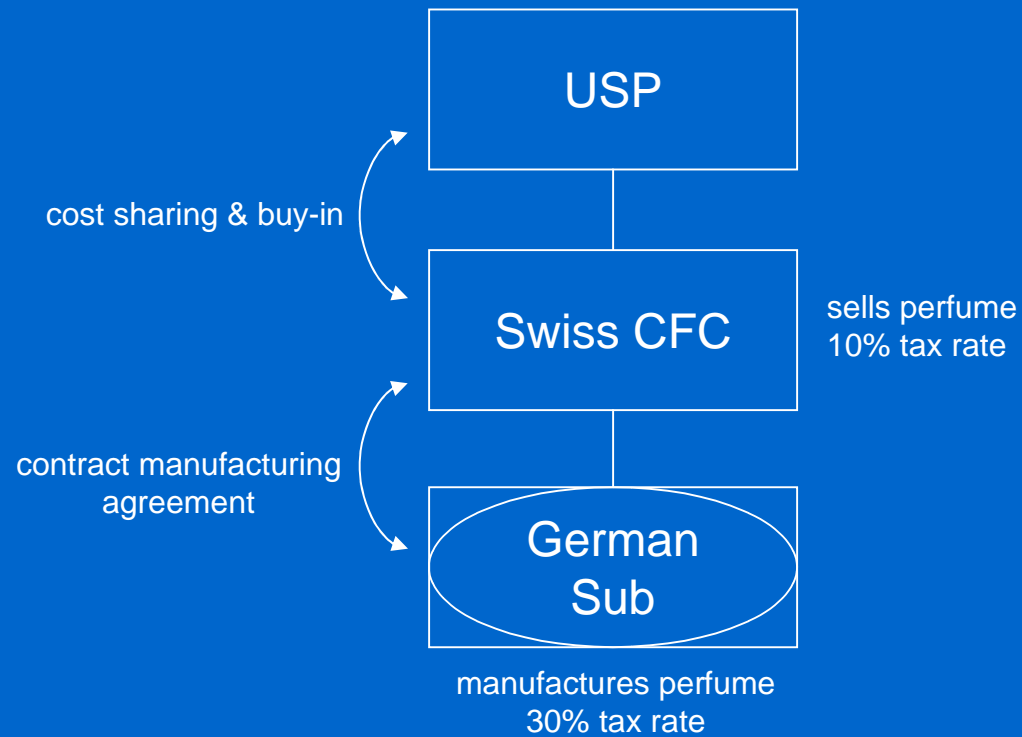 USP
cost sharing & buy-in
Swiss CFC
sells perfume
10% tax rate
contract manufacturing
agreement
German
Sub
manufactures perfume
30% tax rate